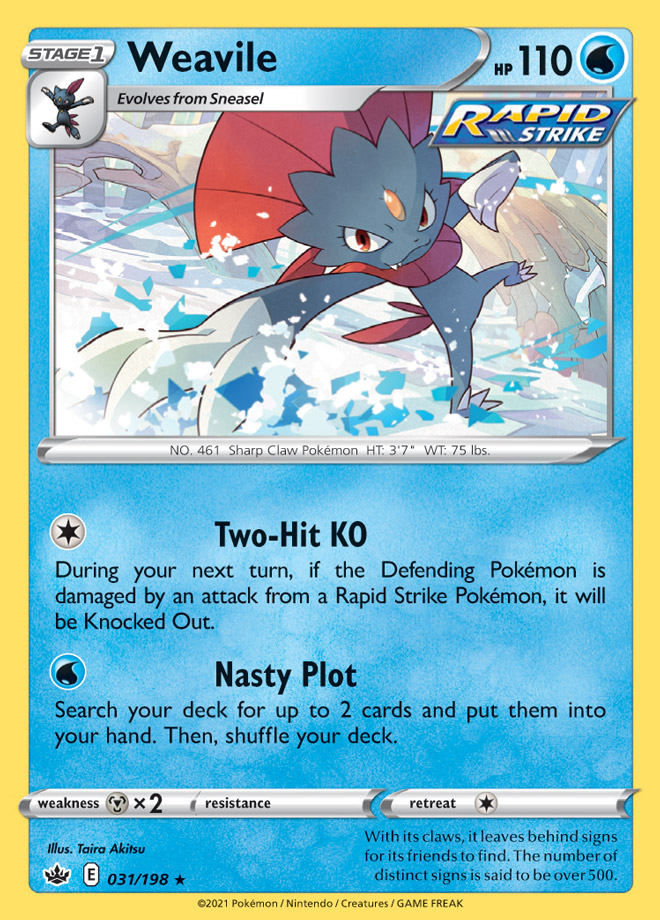 STAGE 1
Weavile
HP 110
Evolves from Sneasel
RAPID
STRIKE
NO. 461 Sharp Claw Pokémon HT: 3'7" WT: 75 lbs.
Two-Hit KO
During your next turn, if the Defending Pokémon is
damaged by an attack from a Rapid Strike Pokémon, it will
be Knocked Out.
Nasty Plot
Search your deck for up to 2 cards and put them into
your hand. Then, shuffle your deck.
weakness ×2 resistance retreat
Illus. Taira Akitsu
E 031/198 ★
With its claws, it leaves behind signs
for its friends to find. The number of
distinct signs is said to be over 500.
©2021 Pokémon / Nintendo / Creatures / GAME FREAK